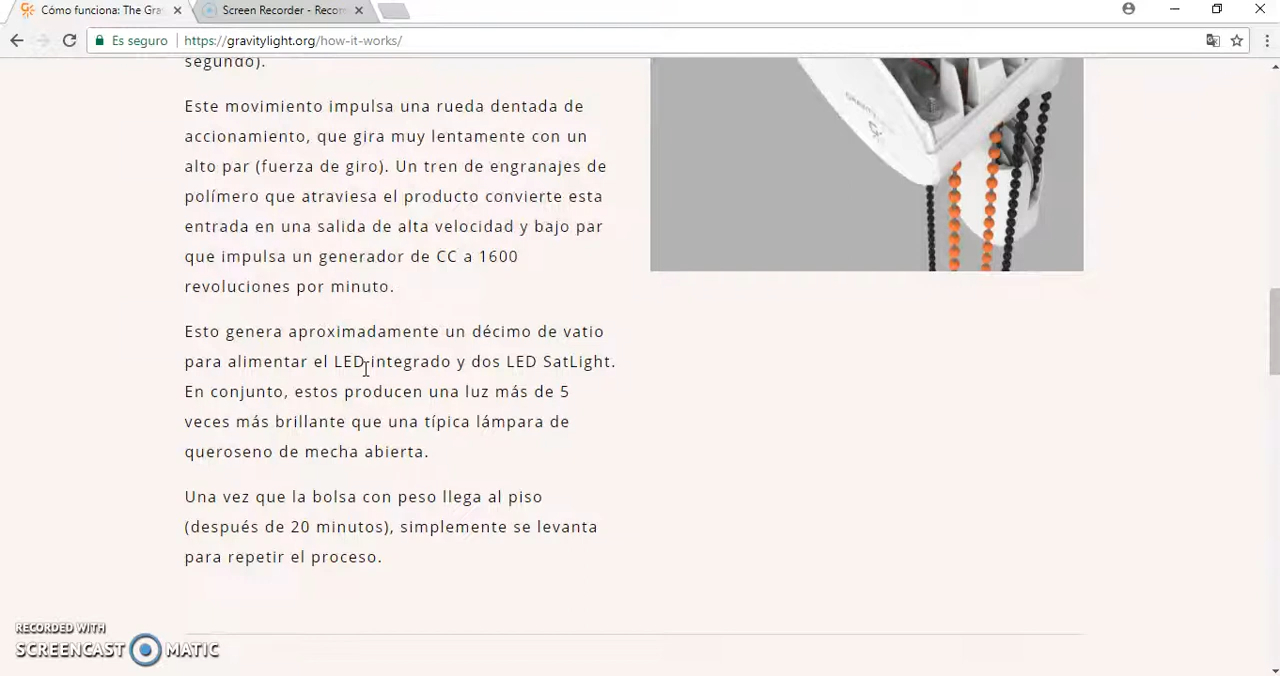 Cómo funciona: The Gra
Screen Recorder - Recor
Es seguro
https://gravitylight.org/how-it-works/
segundo).
Este movimiento impulsa una rueda dentada de
accionamiento, que gira muy lentamente con un
alto par (fuerza de giro). Un tren de engranajes de
polímero que atraviesa el producto convierte esta
entrada en una salida de alta velocidad y bajo par
que impulsa un generador de CC a 1600
revoluciones por minuto.
Esto genera aproximadamente un décimo de vatio
para alimentar el LED integrado y dos LED SatLight.
En conjunto, estos producen una luz más de 5
veces más brillante que una típica lámpara de
queroseno de mecha abierta.
Una vez que la bolsa con peso llega al piso
(después de 20 minutos), simplemente se levanta
para repetir el proceso.
RECORDED WITH
SCREENCAST MATIC